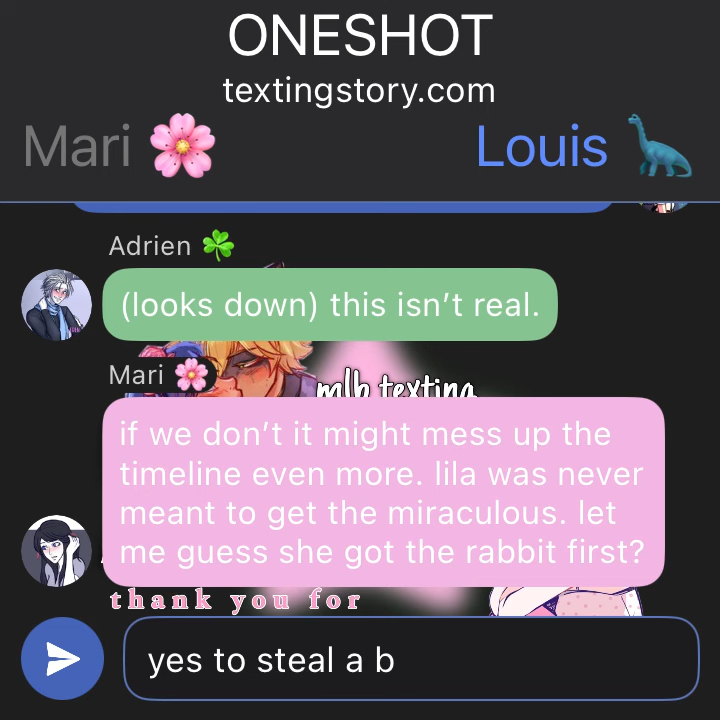 ONESHOT
textingstory.com
Mari 🌸 Louis 🦕
Adrien ☘️
(looks down) this isn't real.
Mari 🌸
mlb texting
if we don't it might mess up the
timeline even more. lila was never
meant to get the miraculous. let
me guess she got the rabbit first?
thank you for
yes to steal a b